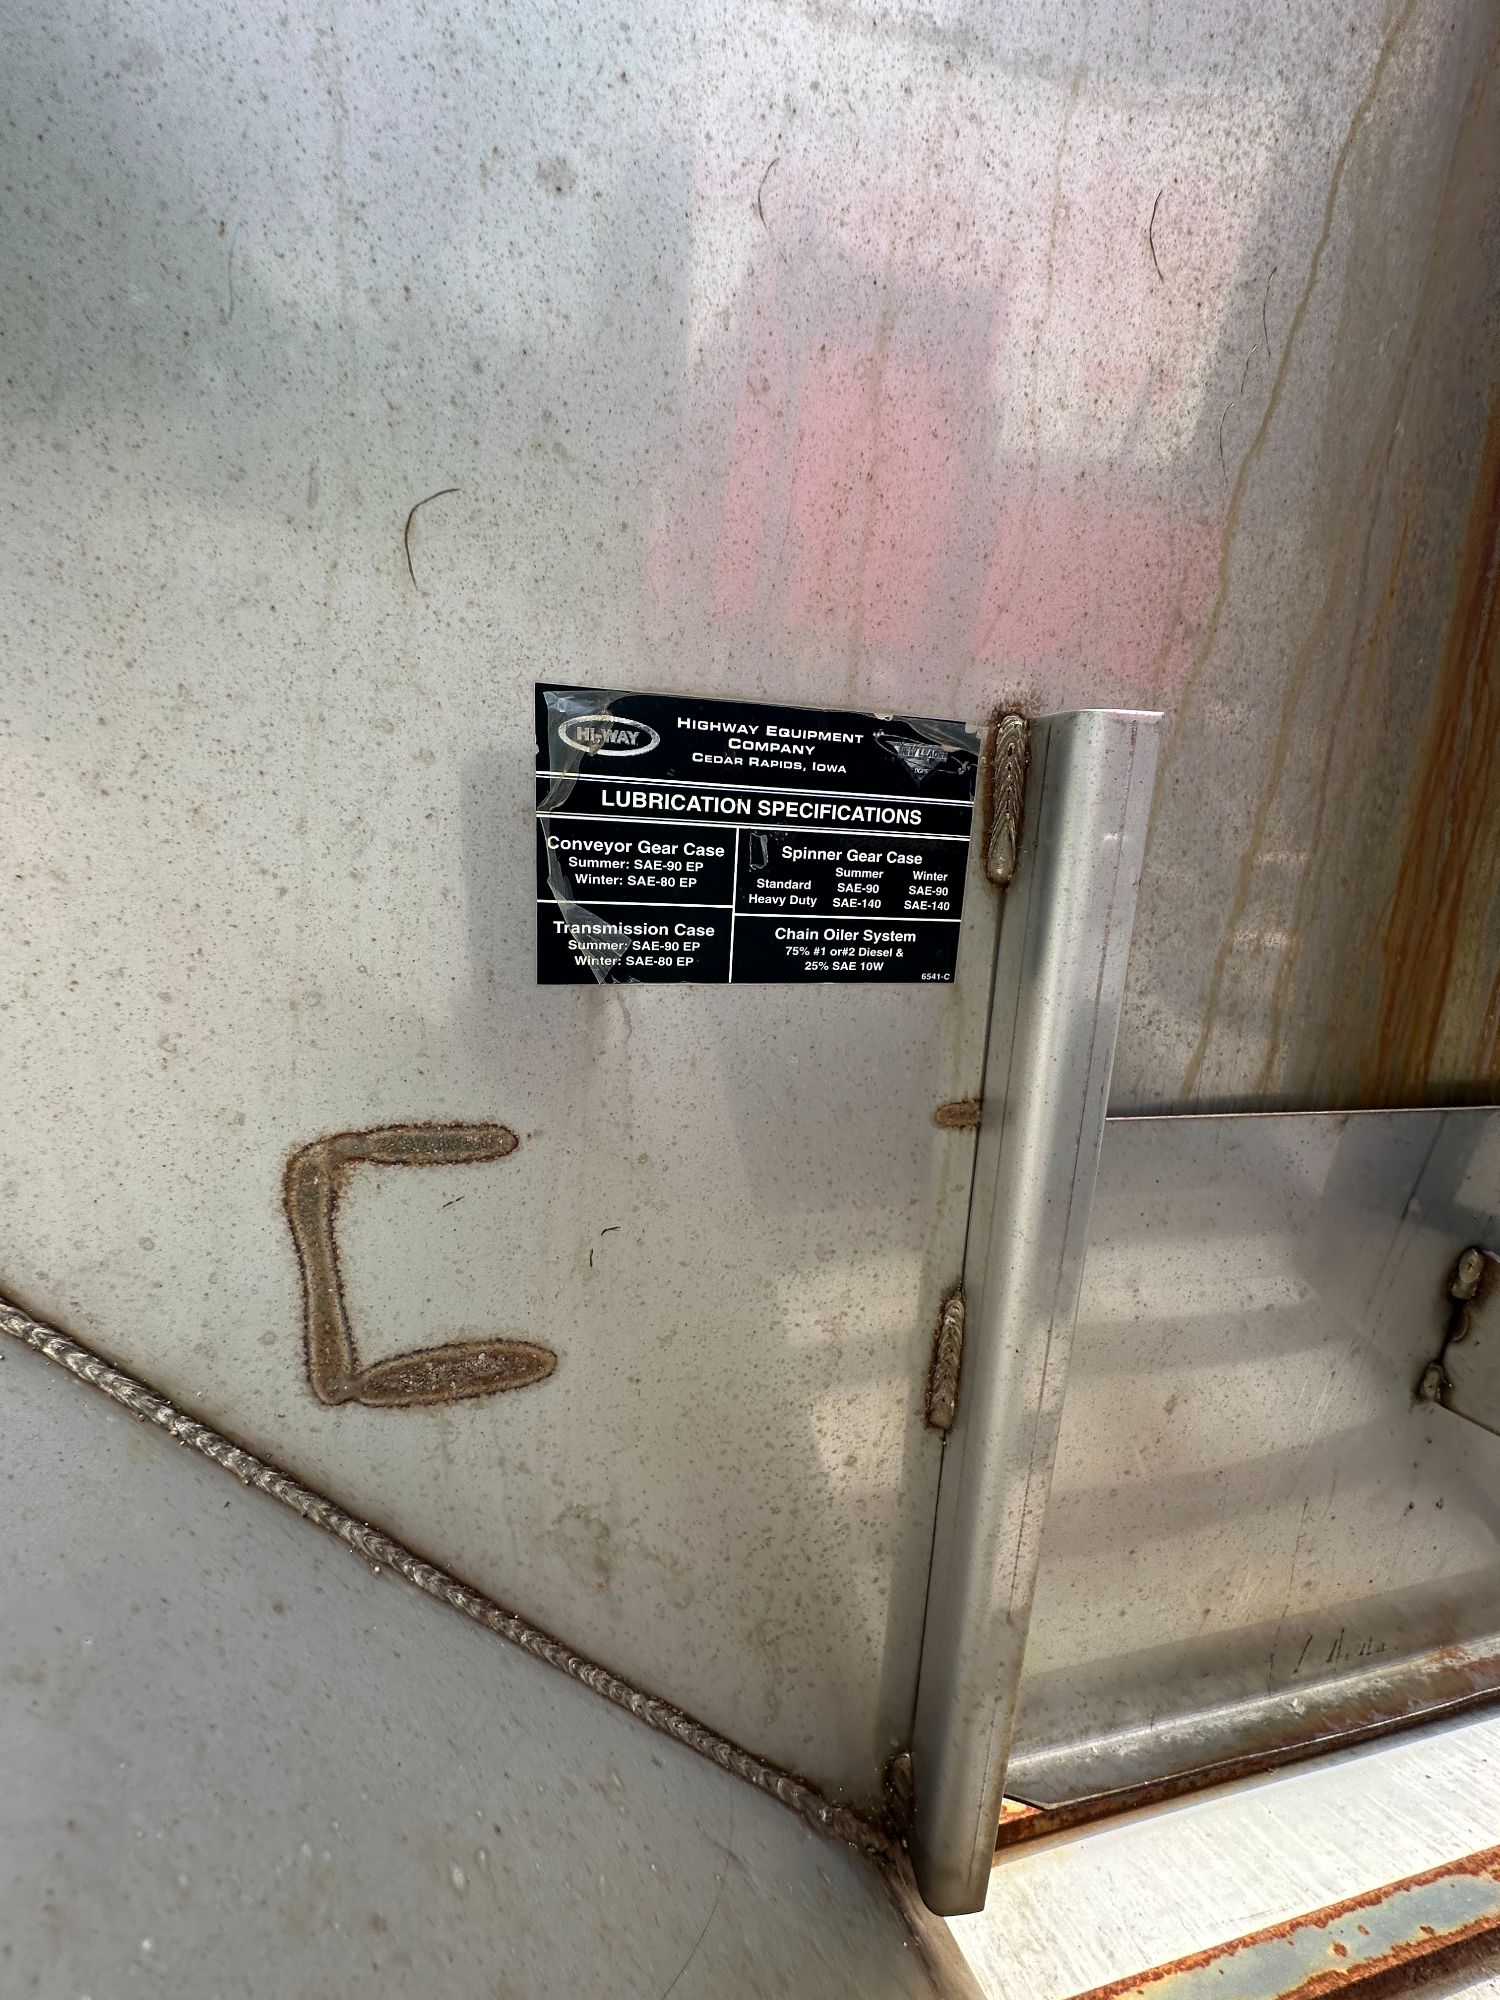 HI-WAY
HIGHWAY EQUIPMENT
COMPANY
CEDAR RAPIDS, IOWA
NEW LEADER
LUBRICATION SPECIFICATIONS
Conveyor Gear Case
Summer: SAE-90 EP
Winter: SAE-80 EP
Transmission Case
Summer: SAE-90 EP
Winter: SAE-80 EP
Spinner Gear Case
Summer Winter
Standard SAE-90 SAE-90
Heavy Duty SAE-140 SAE-140
Chain Oiler System
75% #1 or#2 Diesel &
25% SAE 10W
6541-C